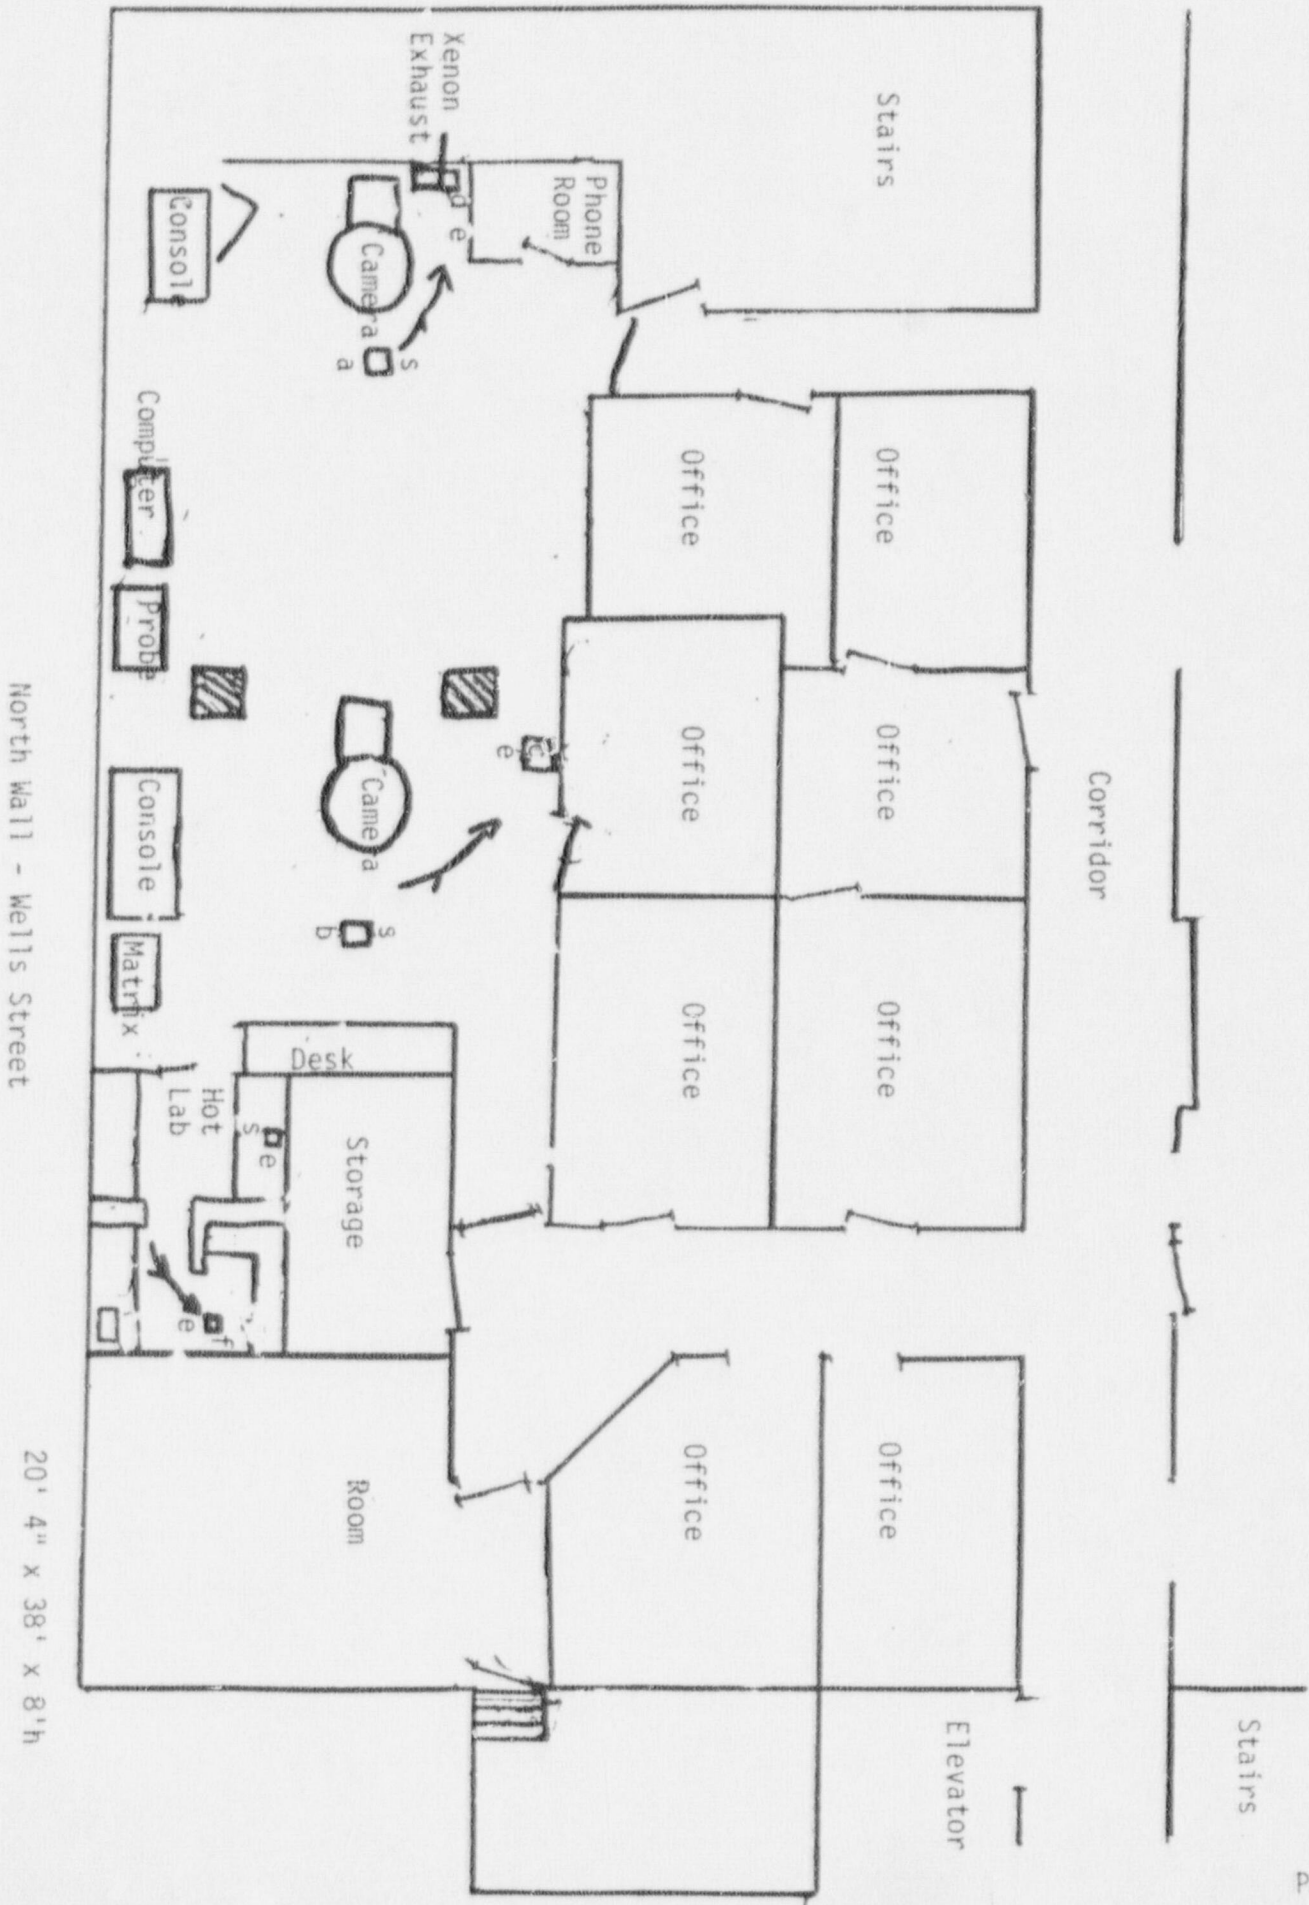 P
Stairs
Corridor
Elevator
Stairs
Office
Office
Office
Office
Office
Office
Office
Office
Phone
Room
Xenon
Exhaust
d
e
c
e
Camera
s
a
Camera
s
b
Desk
Storage
Room
s
e
Hot
Lab
f
e
Console
Computer
Probe
Console
Matrix
North Wall - Wells Street
20' 4" x 38' x 8'h